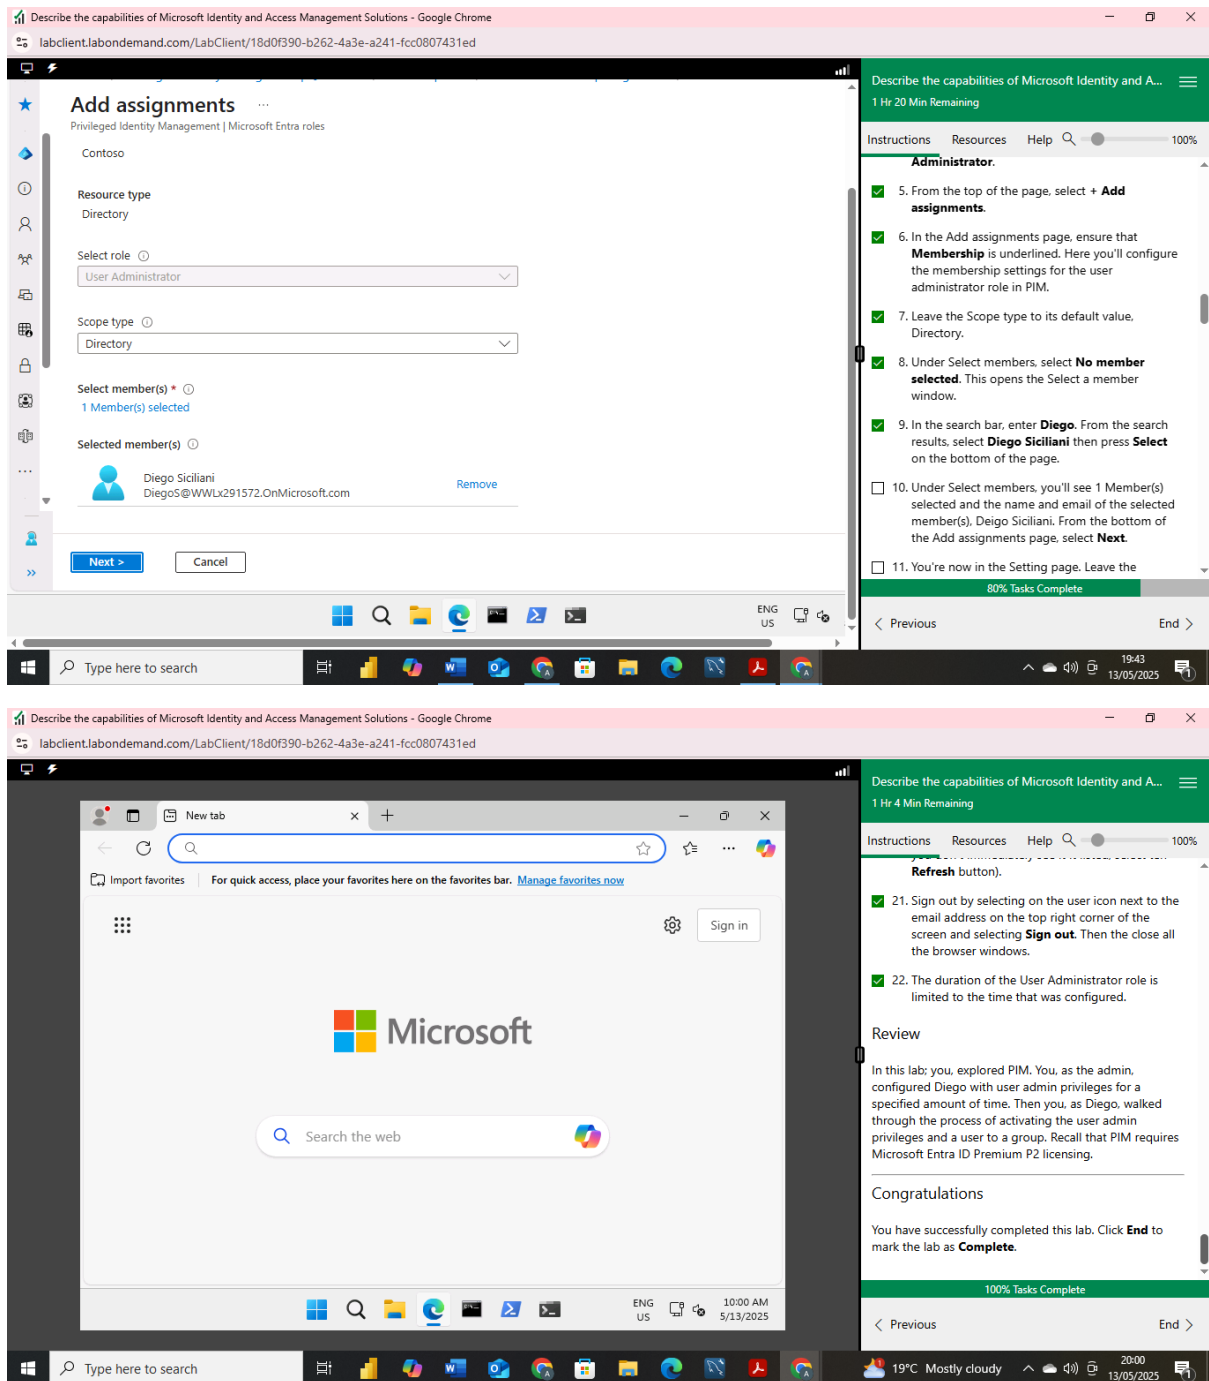 Describe the capabilities of Microsoft Identity and Access Management Solutions - Google Chrome
labclient.labondemand.com/LabClient/18d0f390-b262-4a3e-a241-fcc0807431ed
Add assignments ...
Privileged Identity Management | Microsoft Entra roles
Contoso
Resource type
Directory
Select role
User Administrator
Scope type
Directory
Select member(s) *
1 Member(s) selected
Selected member(s)
Diego Siciliani
DiegoS@WWLx291572.OnMicrosoft.com
Remove
Next >
Cancel
ENG
US
Describe the capabilities of Microsoft Identity and A...
1 Hr 20 Min Remaining
Instructions Resources Help 100%
Administrator.
5. From the top of the page, select + Add
assignments.
6. In the Add assignments page, ensure that
Membership is underlined. Here you'll configure
the membership settings for the user
administrator role in PIM.
7. Leave the Scope type to its default value,
Directory.
8. Under Select members, select No member
selected. This opens the Select a member
window.
9. In the search bar, enter Diego. From the search
results, select Diego Siciliani then press Select
on the bottom of the page.
10. Under Select members, you'll see 1 Member(s)
selected and the name and email of the selected
member(s), Deigo Siciliani. From the bottom of
the Add assignments page, select Next.
11. You're now in the Setting page. Leave the
80% Tasks Complete
< Previous
End >
Type here to search
19:43
13/05/2025
Describe the capabilities of Microsoft Identity and Access Management Solutions - Google Chrome
labclient.labondemand.com/LabClient/18d0f390-b262-4a3e-a241-fcc0807431ed
New tab
Import favorites
For quick access, place your favorites here on the favorites bar. Manage favorites now
Sign in
Microsoft
Search the web
ENG
US
10:00 AM
5/13/2025
Describe the capabilities of Microsoft Identity and A...
1 Hr 4 Min Remaining
Instructions Resources Help 100%
Refresh button).
21. Sign out by selecting on the user icon next to the
email address on the top right corner of the
screen and selecting Sign out. Then the close all
the browser windows.
22. The duration of the User Administrator role is
limited to the time that was configured.
Review
In this lab; you, explored PIM. You, as the admin,
configured Diego with user admin privileges for a
specified amount of time. Then you, as Diego, walked
through the process of activating the user admin
privileges and a user to a group. Recall that PIM requires
Microsoft Entra ID Premium P2 licensing.
Congratulations
You have successfully completed this lab. Click End to
mark the lab as Complete.
100% Tasks Complete
< Previous
End >
Type here to search
19°C Mostly cloudy
20:00
13/05/2025